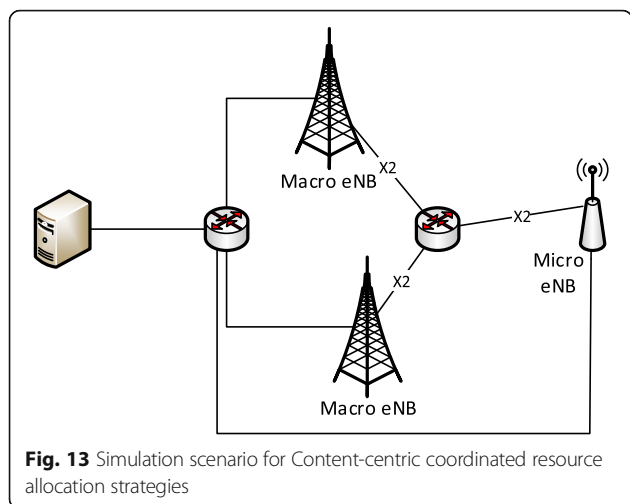 Macro eNB
X2
X2
Micro
eNB
X2
Macro eNB
Fig. 13 Simulation scenario for Content-centric coordinated resource
allocation strategies